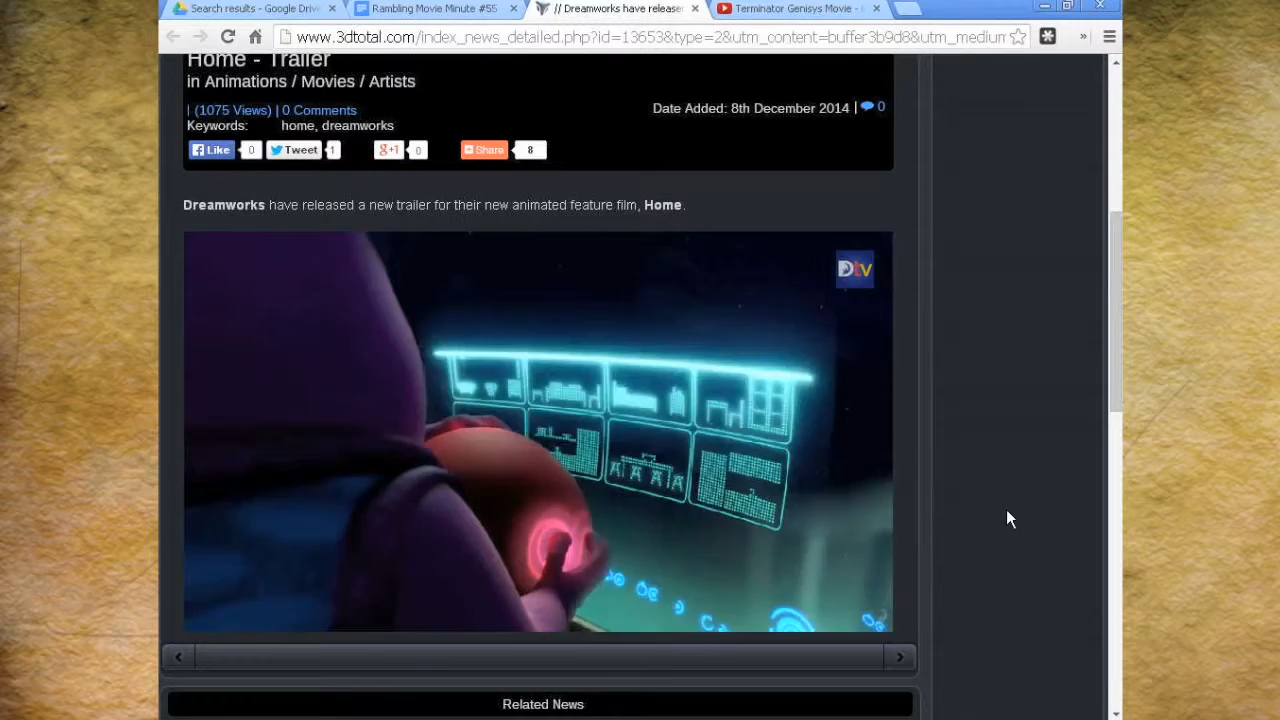 Search results - Google Drive
Rambling Movie Minute #55
// Dreamworks have released
Terminator Genisys Movie -
www.3dtotal.com/index_news_detailed.php?id=13653&type=2&utm_content=buffer3b9d8&utm_medium
Home - Trailer
in Animations / Movies / Artists
| (1075 Views) | 0 Comments
Date Added: 8th December 2014 | 0
Keywords: home, dreamworks
Like 0 Tweet 1 g+1 0 Share 8
Dreamworks have released a new trailer for their new animated feature film, Home.
Dtv
Related News